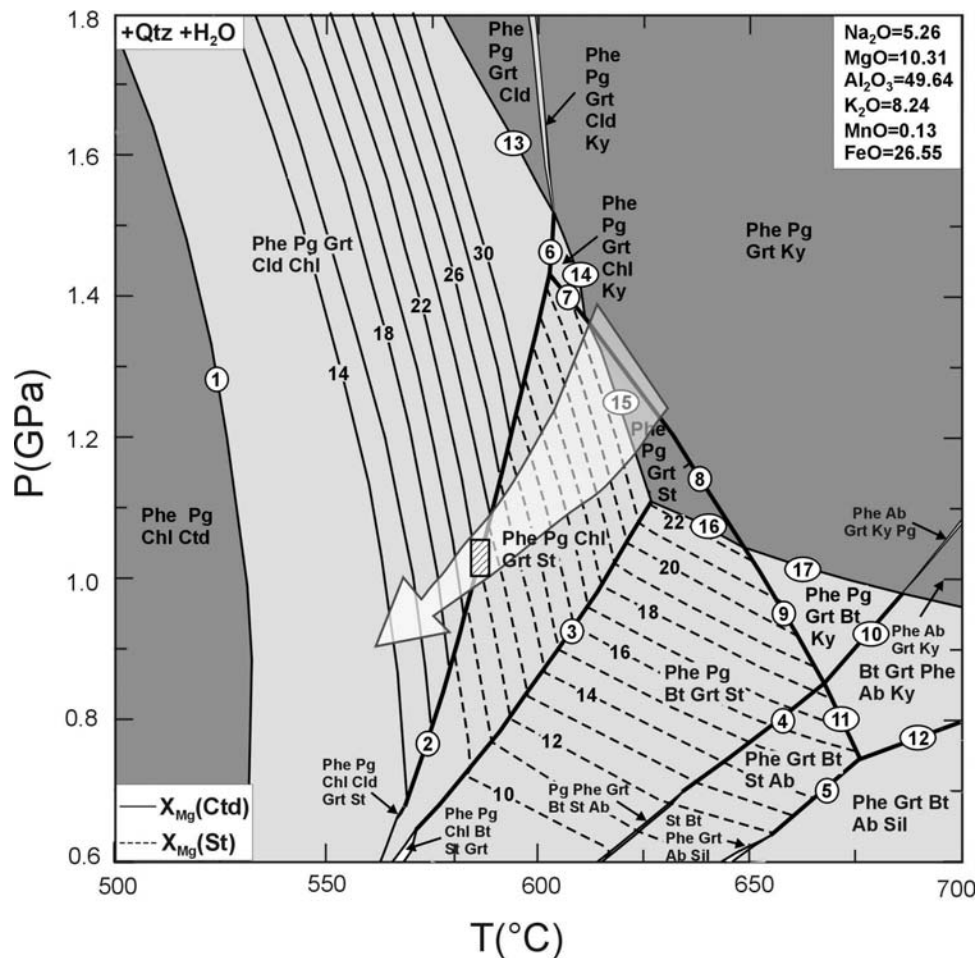 +Qtz +H₂O
Na₂O=5.26
MgO=10.31
Al₂O₃=49.64
K₂O=8.24
MnO=0.13
FeO=26.55
1.8
1.6
1.4
1.2
1.0
0.8
0.6
P(GPa)
500
550
600
650
700
T(°C)
Phe
Pg
Grt
Cld
Phe
Pg
Grt
Cld
Ky
13
Phe Pg Grt
Cld Chl
30
26
22
18
14
6
Phe
Pg
Grt
Chl
Ky
14
7
Phe Pg
Grt Ky
1
15
Phe
Pg
Grt
St
8
Phe Pg
Chl Ctd
Phe Pg Chl
Grt St
22
16
17
Phe Ab
Grt Ky Pg
20
18
16
14
12
10
3
9
10
Phe Pg
Grt Bt
Ky
Phe Ab
Grt Ky
Phe Pg
Bt Grt St
Bt Grt Phe
Ab Ky
2
4
11
12
5
Phe Grt Bt
St Ab
Phe Pg
Chl Cld
Grt St
Phe Pg
Chl Bt
St Grt
Pg Phe Grt
Bt St Ab
St Bt
Phe Grt
Ab Sil
Phe Grt Bt
Ab Sil
X_Mg(Ctd)
X_Mg(St)